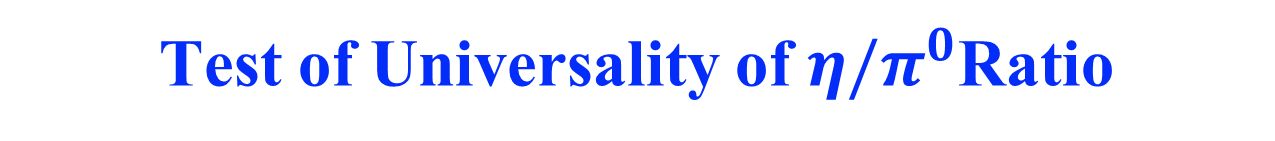 Test of Universality of η/π⁰Ratio